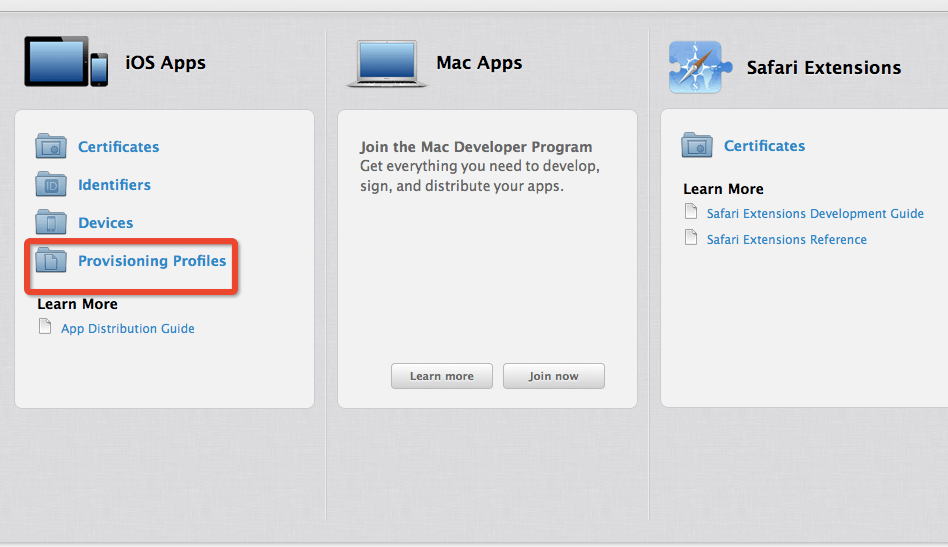 iOS Apps
Certificates
ID
Identifiers
Devices
Provisioning Profiles
Learn More
App Distribution Guide
Mac Apps
Join the Mac Developer Program
Get everything you need to develop,
sign, and distribute your apps.
Learn more
Join now
Safari Extensions
Certificates
Learn More
Safari Extensions Development Guide
Safari Extensions Reference